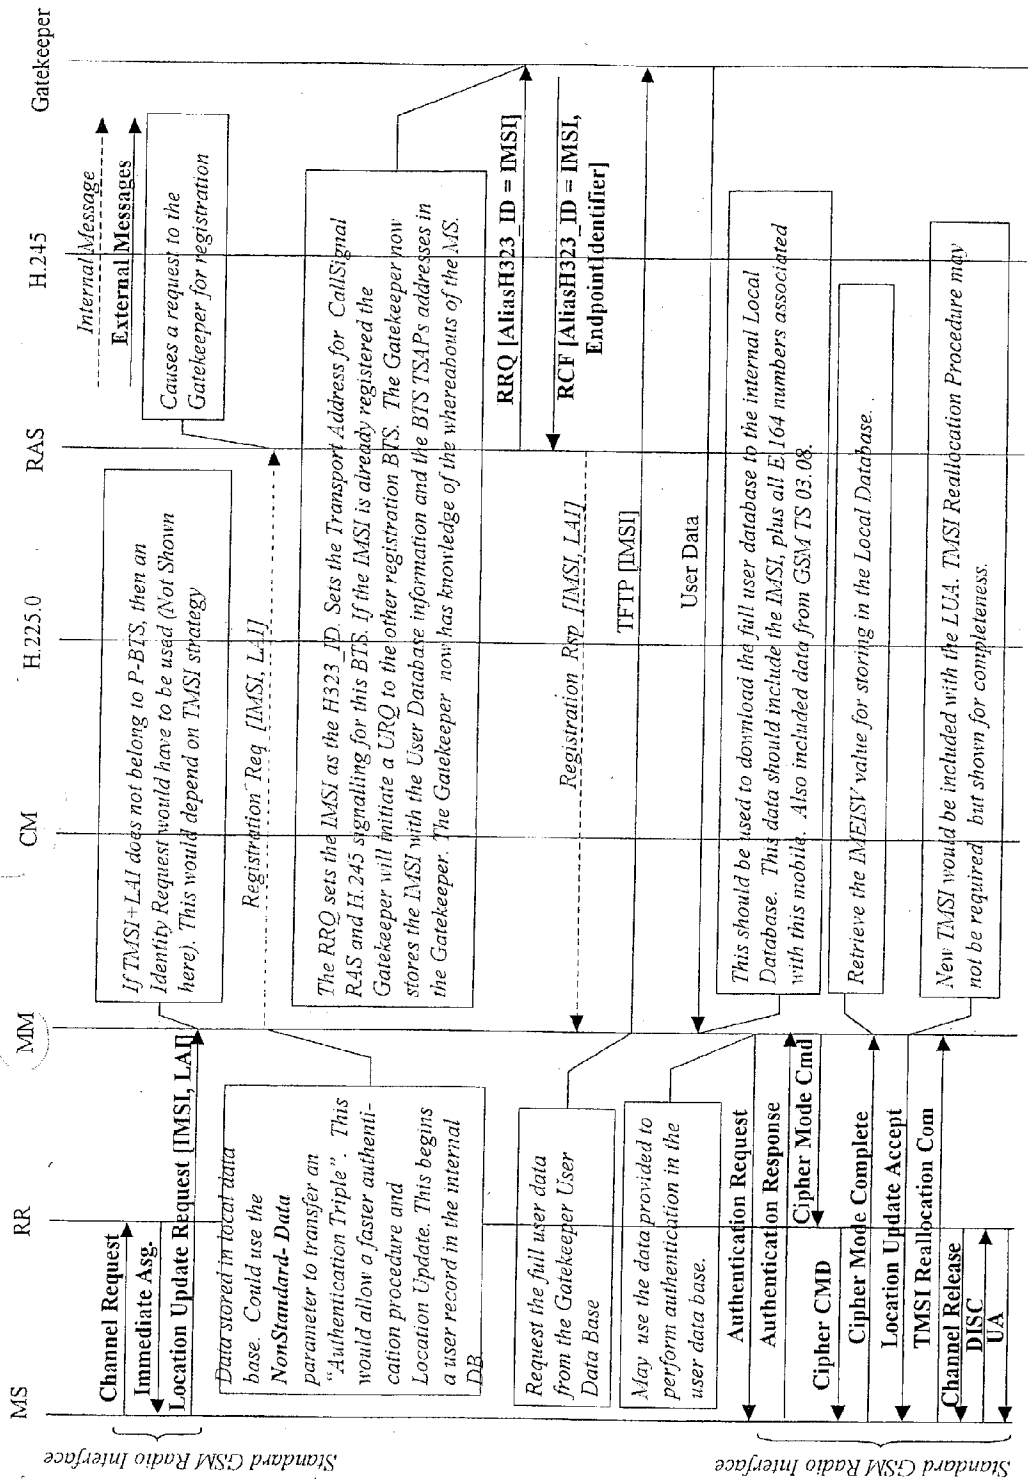 MS
RR
MM
CM
H.225.0
RAS
H.245
Gatekeeper
Internal Message
External Messages
Standard GSM Radio Interface
Channel Request
Immediate Asg.
Location Update Request [IMSI, LAI]
If TMSI+LAI does not belong to P-BTS, then an
Identity Request would have to be used (Not Shown
here). This would depend on TMSI strategy
Causes a request to the
Gatekeeper for registration
Registration Req [IMSI, LAI]
Data stored in local data
base. Could use the
NonStandard- Data
parameter to transfer an
"Authentication Triple". This
would allow a faster authenti-
cation procedure and
Location Update. This begins
a user record in the internal
DB
The RRQ sets the IMSI as the H323_ID. Sets the Transport Address for CallSignal
RAS and H.245 signalling for this BTS. If the IMSI is already registered the
Gatekeeper will initiate a URQ to the other registration BTS. The Gatekeeper now
stores the IMSI with the User Database information and the BTS TSAPs addresses in
the Gatekeeper. The Gatekeeper now has knowledge of the whereabouts of the MS.
RRQ [AliasH323_ID = IMSI]
RCF [AliasH323_ID = IMSI,
EndpointIdentifier]
Registration Rsp [IMSI, LAI]
Request the full user data
from the Gatekeeper User
Data Base
TFTP [IMSI]
User Data
May use the data provided to
perform authentication in the
user data base.
This should be used to download the full user database to the internal Local
Database. This data should include the IMSI, plus all E.164 numbers associated
with this mobile. Also included data from GSM TS 03.08.
Authentication Request
Authentication Response
Cipher Mode Cmd
Cipher CMD
Cipher Mode Complete
Retrieve the IMEISV value for storing in the Local Database.
Location Update Accept
TMSI Reallocation Com
New TMSI would be included with the LUA. TMSI Reallocation Procedure may
not be required but shown for completeness.
Channel Release
DISC
UA
Standard GSM Radio Interface